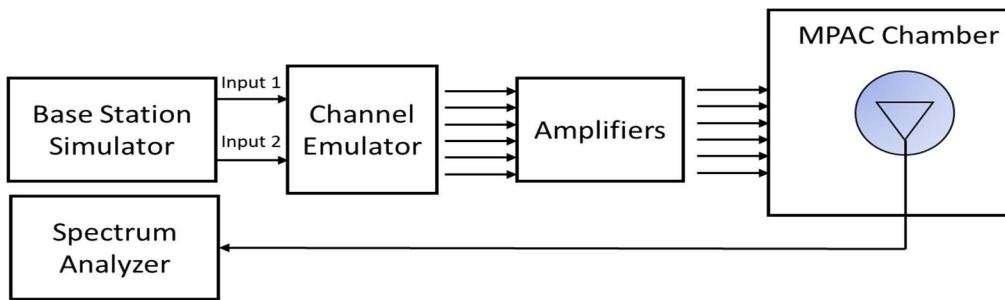 MPAC Chamber
Base Station
Simulator
Input 1
Input 2
Channel
Emulator
Amplifiers
Spectrum
Analyzer